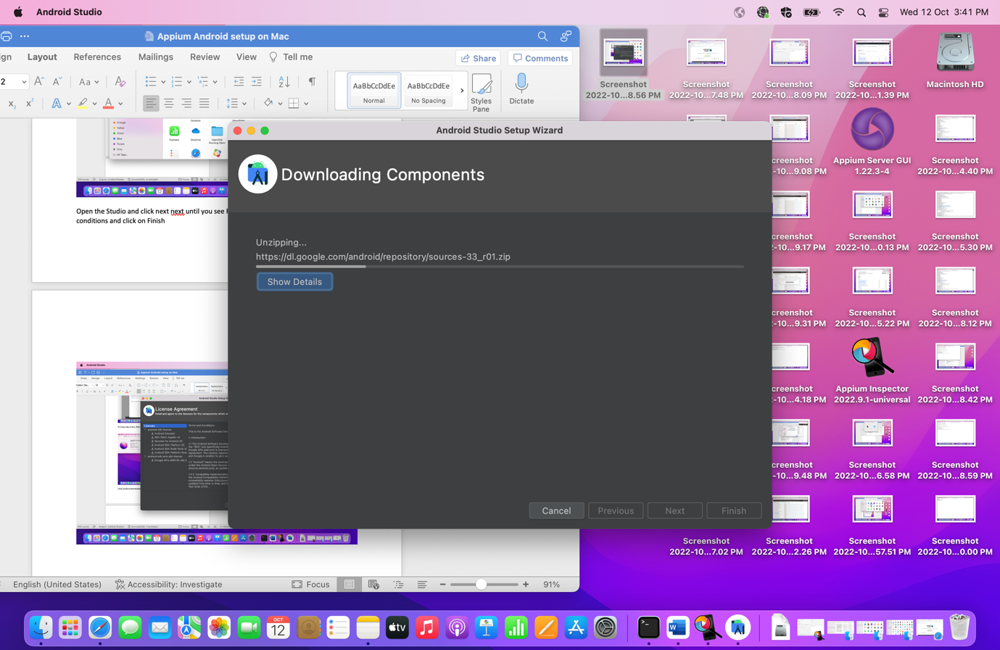 Android Studio
Wed 12 Oct 3:41 PM
Appium Android setup on Mac
ign
Layout
References
Mailings
Review
View
Tell me
Share
Comments
2
Aa
AaBbCcDdEe
Normal
AaBbCcDdEe
No Spacing
Styles
Pane
Dictate
Open the Studio and click next next until you see
conditions and click on Finish
Android Studio Setup Wizard
Downloading Components
Unzipping...
https://dl.google.com/android/repository/sources-33_r01.zip
Show Details
Cancel
Previous
Next
Finish
Android Studio
Appium Android setup on Mac
License Agreement
English (United States)
Accessibility: Investigate
Focus
91%
Screenshot
2022-10...8.56 PM
Screenshot
2022-10...7.48 PM
Screenshot
2022-10...8.09 PM
Screenshot
2022-10...1.39 PM
Macintosh HD
creenshot
-10...9.08 PM
Appium Server GUI
1.22.3-4
Screenshot
2022-10...4.40 PM
creenshot
-10...9.17 PM
Screenshot
2022-10...0.13 PM
Screenshot
2022-10...5.30 PM
creenshot
-10...9.31 PM
Screenshot
2022-10...5.22 PM
Screenshot
2022-10...8.12 PM
creenshot
-10...4.18 PM
Appium Inspector
2022.9.1-universal
Screenshot
2022-10...8.42 PM
creenshot
-10...9.48 PM
Screenshot
2022-10...6.58 PM
Screenshot
2022-10...8.59 PM
Screenshot
2022-10...7.02 PM
Screenshot
2022-10...2.26 PM
Screenshot
2022-10...57.51 PM
Screenshot
2022-10...0.00 PM
OCT
12
tv